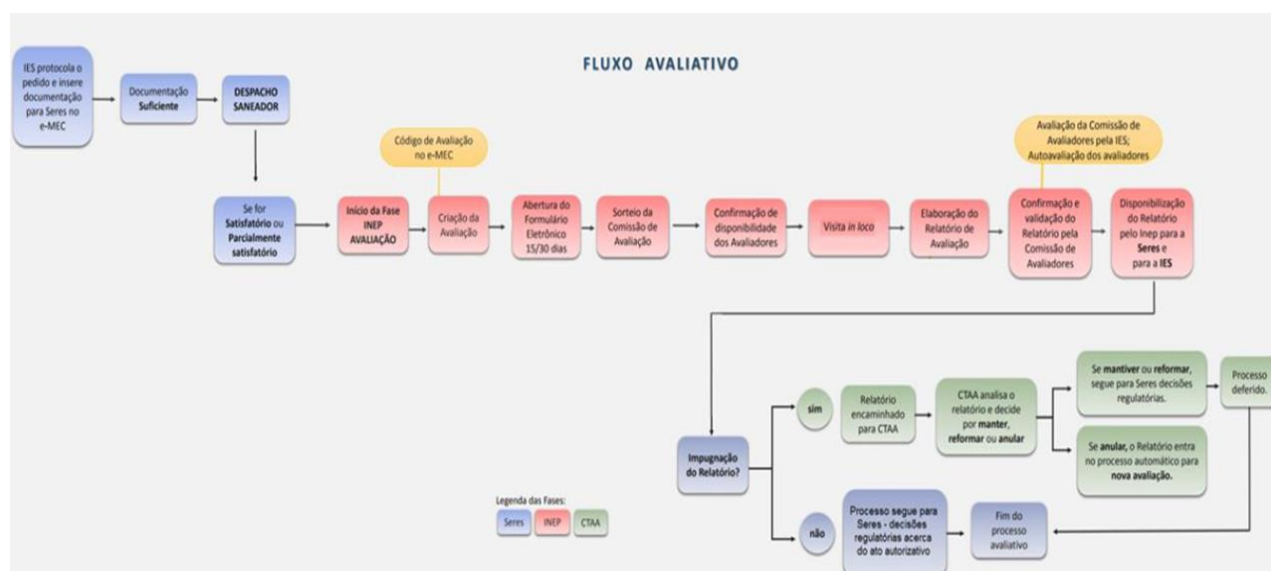 FLUXO AVALIATIVO
IES protocola o
pedido e insere
documentação
para Seres no
e-MEC
Documentação
Suficiente
DESPACHO
SANEADOR
Código de Avaliação
no e-MEC
Avaliação da Comissão de
Avaliadores pela IES;
Autoavaliação dos avaliadores
Se for
Satisfatório ou
Parcialmente
satisfatório
Início da Fase
INEP
AVALIAÇÃO
Criação da
Avaliação
Abertura do
Formulário
Eletrônico
15/30 dias
Sorteio da
Comissão de
Avaliação
Confirmação de
disponibilidade
dos Avaliadores
Visita in loco
Elaboração do
Relatório de
Avaliação
Confirmação e
validação do
Relatório pela
Comissão de
Avaliadores
Disponibilização
do Relatório
pelo Inep para a
Seres e
para a IES
Impugnação
do Relatório?
sim
Relatório
encaminhado
para CTAA
CTAA analisa o
relatório e decide
por manter,
reformar ou anular
Se mantiver ou reformar,
segue para Seres decisões
regulatórias.
Processo
deferido.
Se anular, o Relatório entra
no processo automático para
nova avaliação.
não
Processo segue para
Seres - decisões
regulatórias acerca
do ato autorizativo
Fim do
processo
avaliativo
Legenda das Fases:
Seres
INEP
CTAA